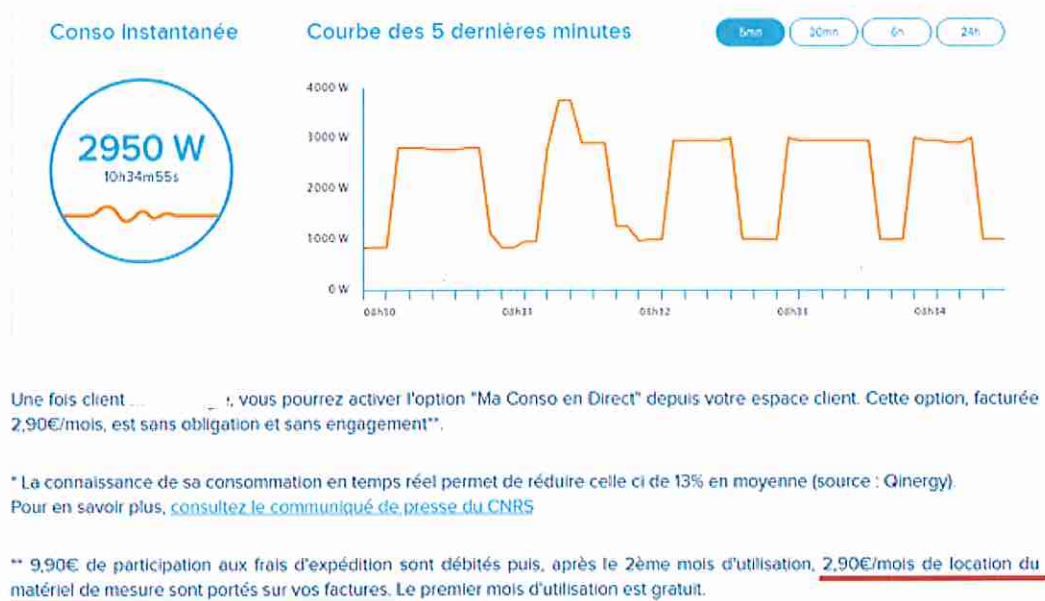 Conso Instantanée
Courbe des 5 dernières minutes
5mn
30mn
6h
24h
4000 W
2950 W
3000 W
10h34m55s
2000 W
1000 W
0 W
08h30
08h31
08h32
08h33
08h34
Une fois client , vous pourrez activer l'option "Ma Conso en Direct" depuis votre espace client. Cette option, facturée
2,90€/mois, est sans obligation et sans engagement**.
* La connaissance de sa consommation en temps réel permet de réduire celle ci de 13% en moyenne (source : Qinergy).
Pour en savoir plus, consultez le communiqué de presse du CNRS
** 9,90€ de participation aux frais d'expédition sont débités puis, après le 2ème mois d'utilisation, 2,90€/mois de location du
matériel de mesure sont portés sur vos factures. Le premier mois d'utilisation est gratuit.